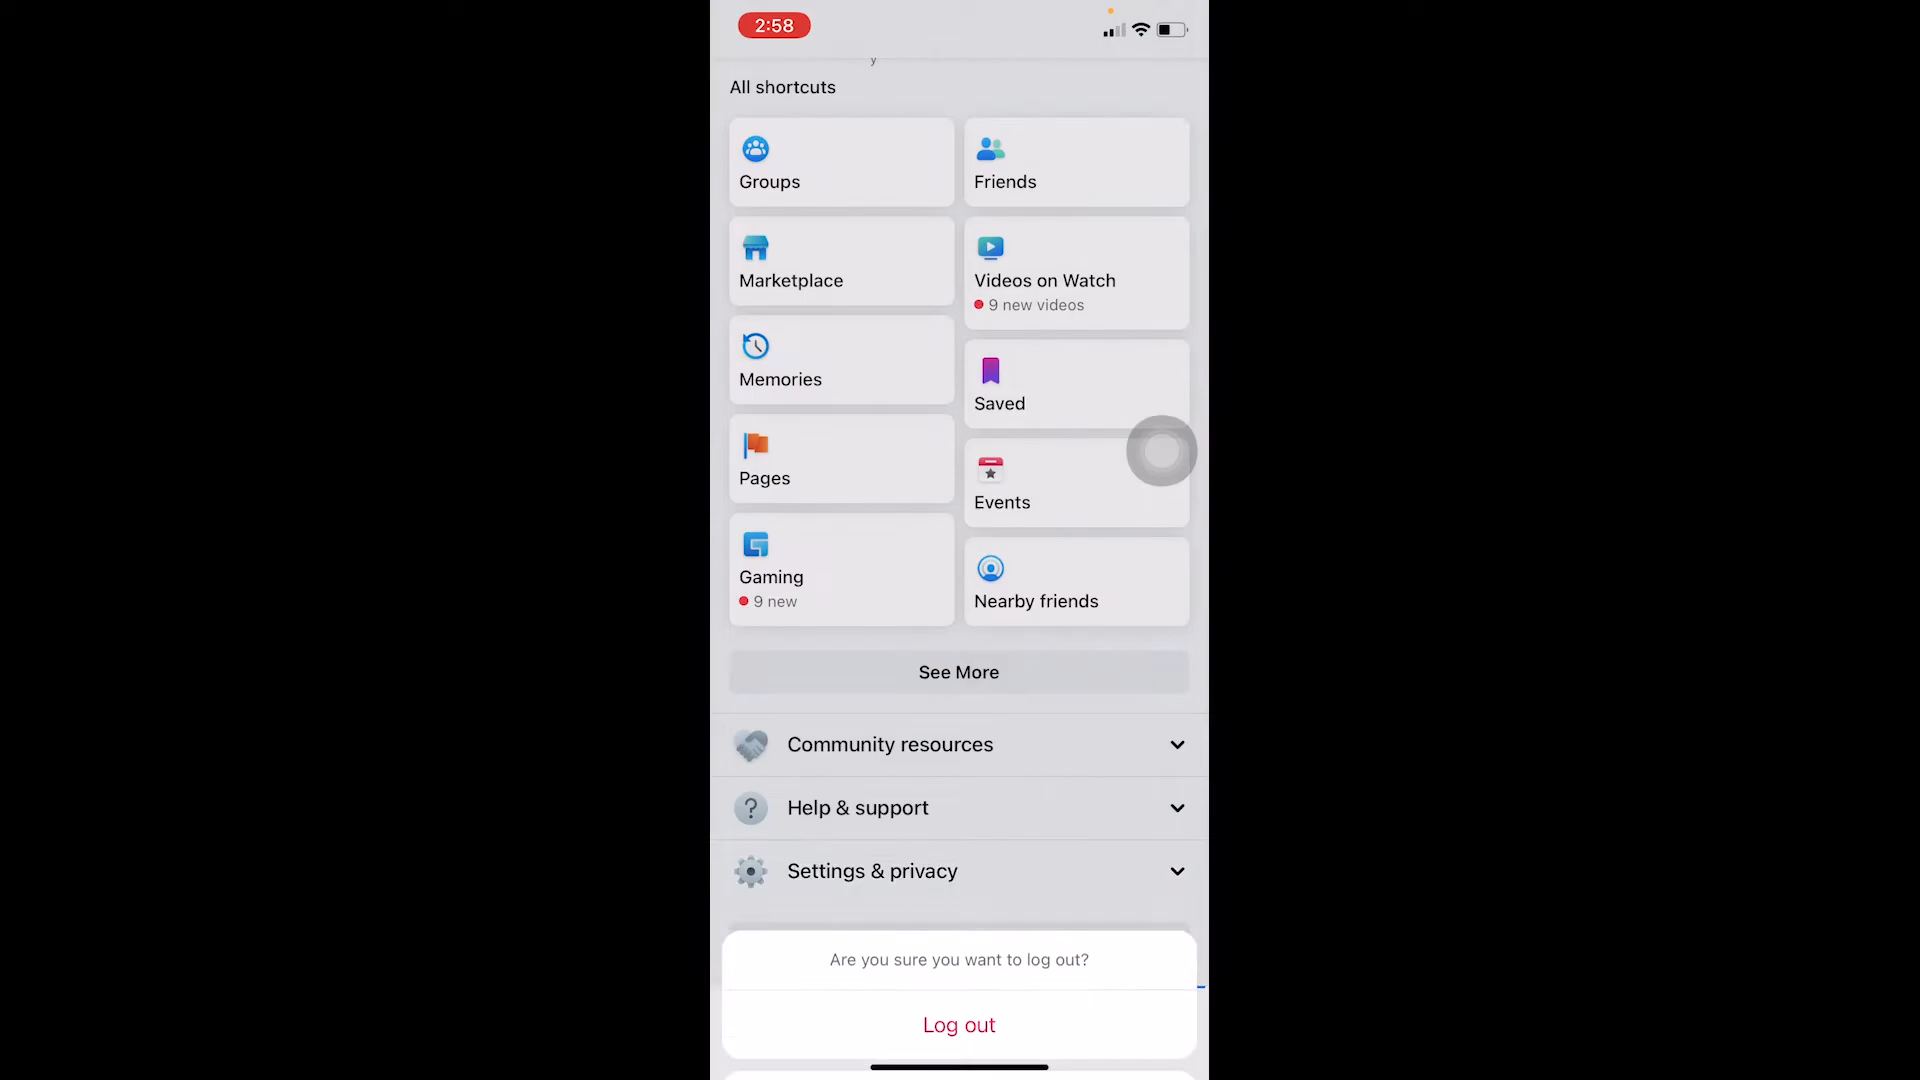 2:58
All shortcuts
Groups
Friends
Marketplace
Videos on Watch
9 new videos
Memories
Saved
Pages
Events
Gaming
9 new
Nearby friends
See More
Community resources
Help & support
Settings & privacy
Are you sure you want to log out?
Log out